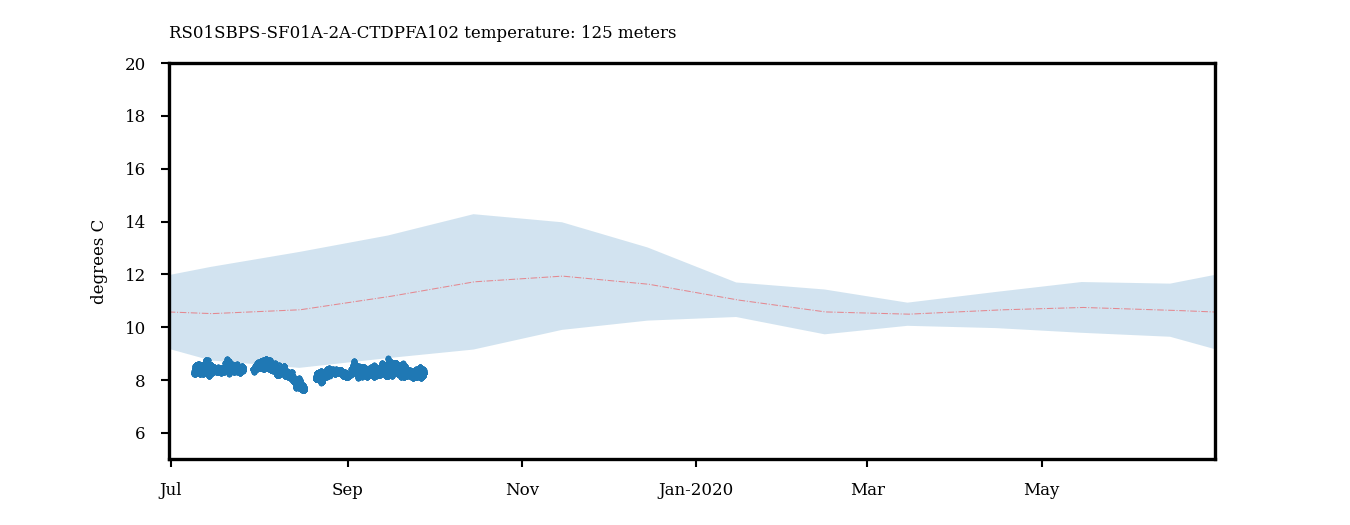 RS01SBPS-SF01A-2A-CTDPFA102 temperature: 125 meters
20
18
16
14
12
10
8
6
degrees C
Jul
Sep
Nov
Jan-2020
Mar
May